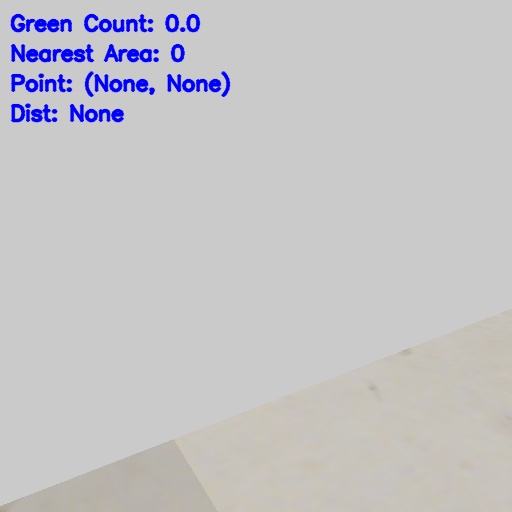 Green Count: 0.0
Nearest Area: 0
Point: (None, None)
Dist: None